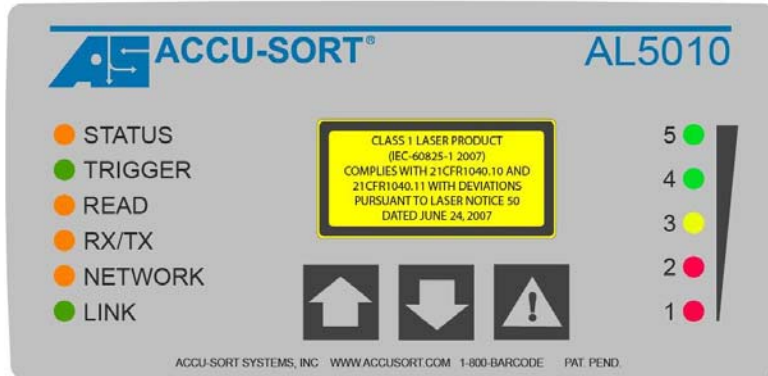 AS ACCU-SORT®
AL5010
STATUS
TRIGGER
READ
RX/TX
NETWORK
LINK
CLASS 1 LASER PRODUCT
(IEC-60825-1 2007)
COMPLIES WITH 21CFR1040.10 AND
21CFR1040.11 WITH DEVIATIONS
PURSUANT TO LASER NOTICE 50
DATED JUNE 24, 2007
5
4
3
2
1
ACCU-SORT SYSTEMS, INC WWW.ACCUSORT.COM 1-800-BARCODE PAT. PEND.